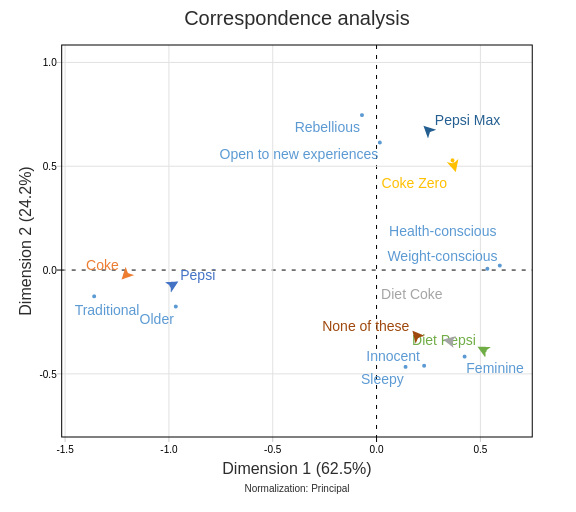 Correspondence analysis
1.0
Pepsi Max
Rebellious
Open to new experiences
0.5
Coke Zero
Health-conscious
Weight-conscious
Coke
0.0
Pepsi
Diet Coke
Traditional
Older
None of these
Diet Pepsi
Innocent
Feminine
-0.5
Sleepy
Dimension 2 (24.2%)
-1.5
-1.0
-0.5
0.0
0.5
Dimension 1 (62.5%)
Normalization: Principal